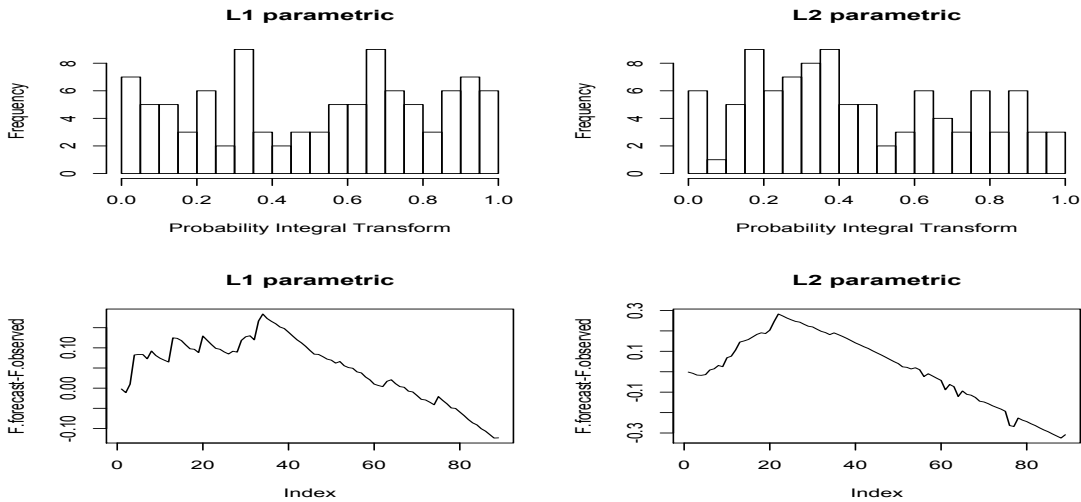 L1 parametric
Frequency
0 2 4 6 8
0.0 0.2 0.4 0.6 0.8 1.0
Probability Integral Transform
L2 parametric
Frequency
0 2 4 6 8
0.0 0.2 0.4 0.6 0.8 1.0
Probability Integral Transform
L1 parametric
F.forecast-F.observed
-0.10 0.00 0.10
0 20 40 60 80
Index
L2 parametric
F.forecast-F.observed
-0.3 -0.1 0.1 0.3
0 20 40 60 80
Index